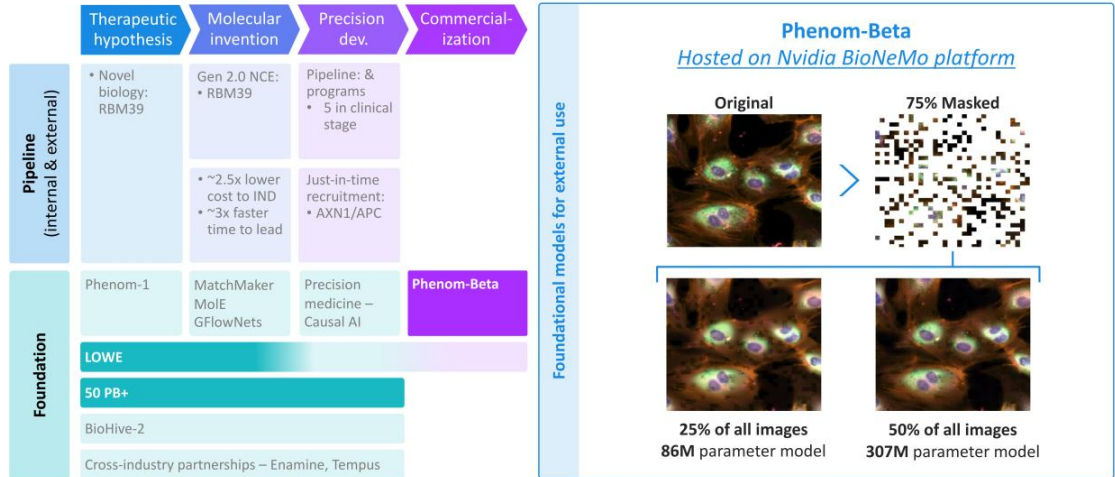 Therapeutic
hypothesis
Molecular
invention
Precision
dev.
Commercial-
ization
Pipeline
(internal & external)
• Novel
biology:
RBM39
Gen 2.0 NCE:
• RBM39
Pipeline: &
programs
• 5 in clinical
stage
• ~2.5x lower
cost to IND
• ~3x faster
time to lead
Just-in-time
recruitment:
• AXN1/APC
Foundation
Phenom-1
MatchMaker
MolE
GFlowNets
Precision
medicine –
Causal AI
Phenom-Beta
LOWE
50 PB+
BioHive-2
Cross-industry partnerships – Enamine, Tempus
Foundational models for external use
Phenom-Beta
Hosted on Nvidia BioNeMo platform
Original
75% Masked
25% of all images
86M parameter model
50% of all images
307M parameter model